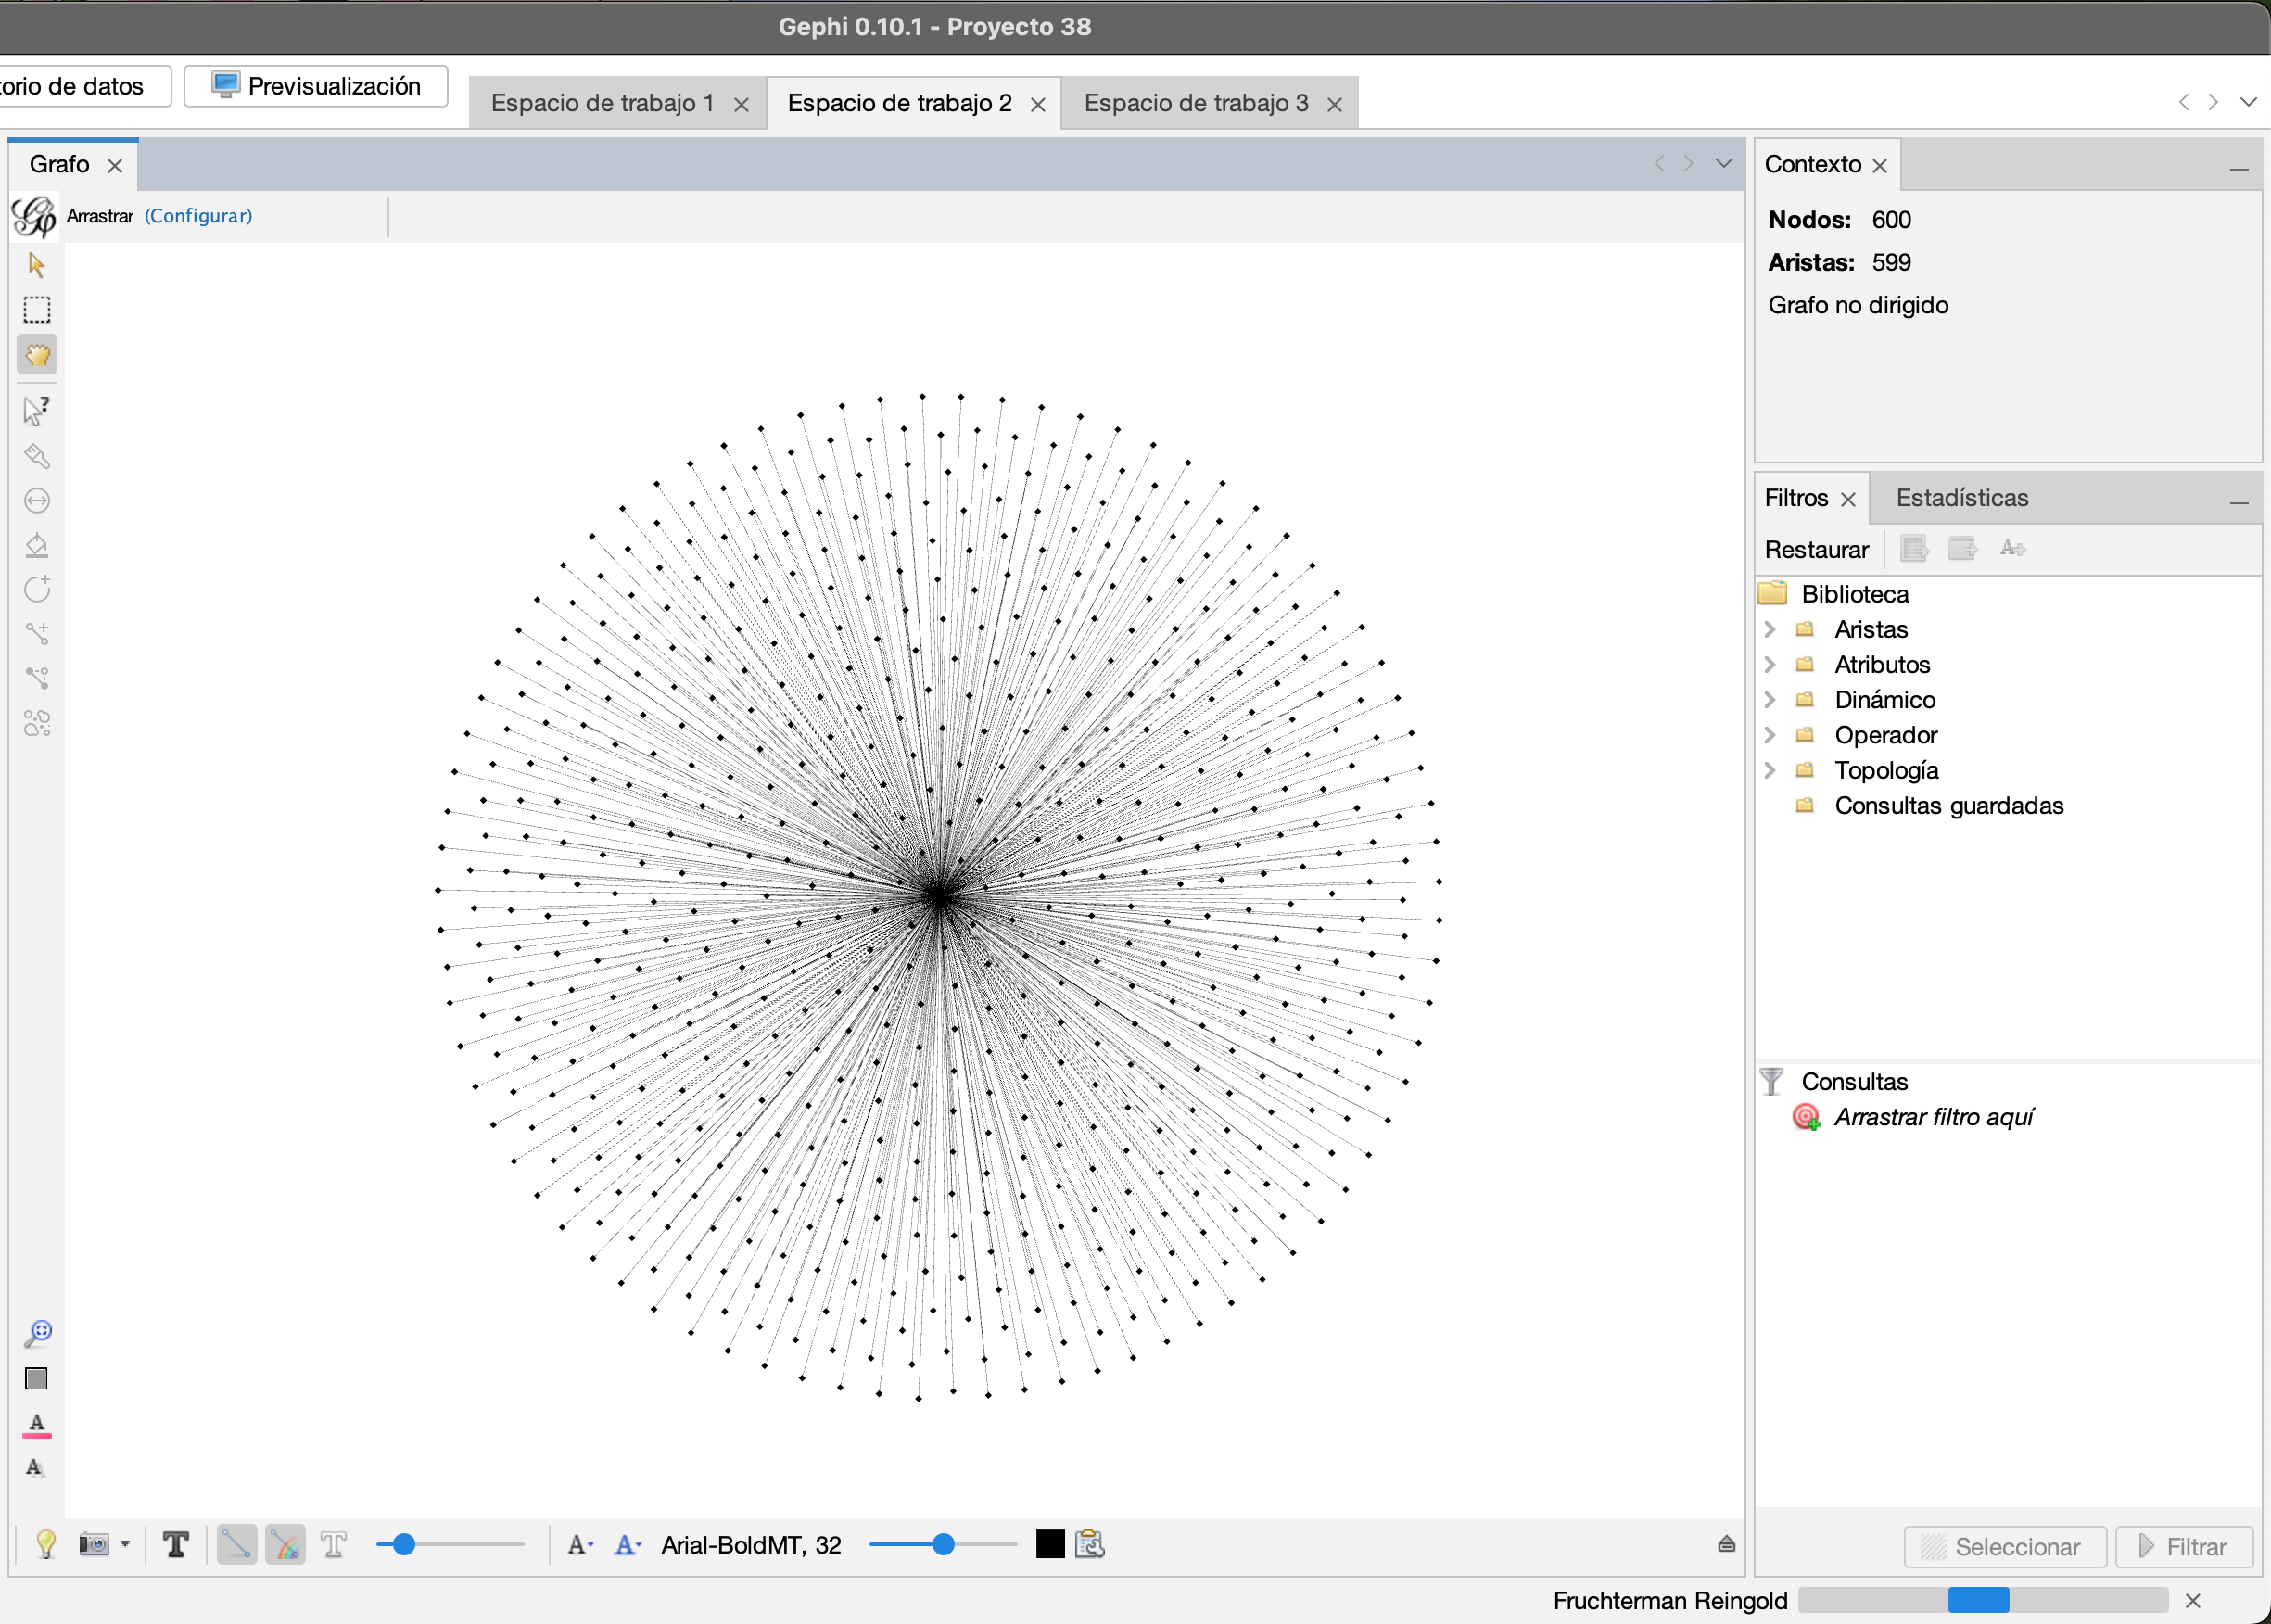 Gephi 0.10.1 - Proyecto 38
torio de datos
Previsualización
Espacio de trabajo 1
Espacio de trabajo 2
Espacio de trabajo 3
Grafo
Arrastrar (Configurar)
Contexto
Nodos: 600
Aristas: 599
Grafo no dirigido
Filtros
Estadísticas
Restaurar
Biblioteca
Aristas
Atributos
Dinámico
Operador
Topología
Consultas guardadas
Consultas
Arrastrar filtro aquí
Seleccionar
Filtrar
Arial-BoldMT, 32
Fruchterman Reingold